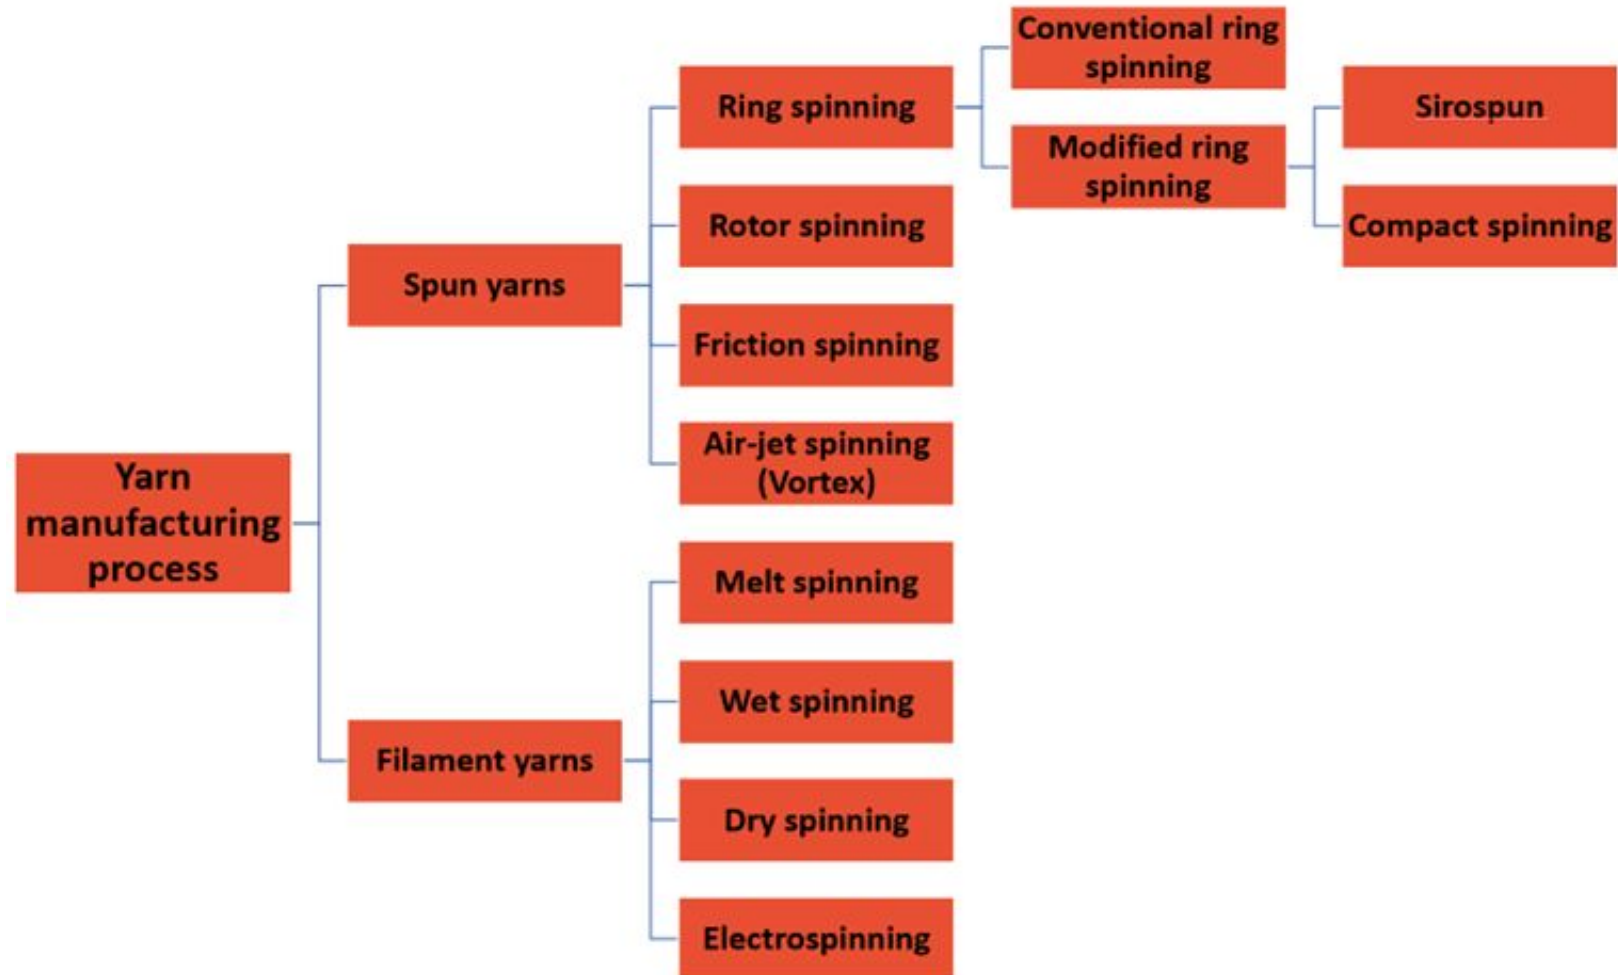 Conventional ring
spinning
Ring spinning
Sirospun
Modified ring
spinning
Rotor spinning
Compact spinning
Spun yarns
Friction spinning
Air-jet spinning
(Vortex)
Yarn
manufacturing
process
Melt spinning
Wet spinning
Filament yarns
Dry spinning
Electrospinning